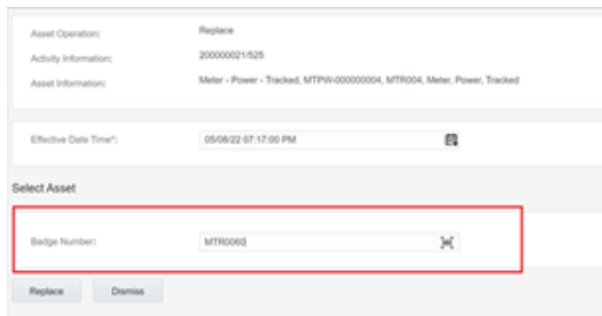 Asset Operation: Replace
Activity Information: 200000021/525
Asset Information: Meter - Power - Tracked, MTPW-000000004, MTR004, Meter, Power, Tracked
Effective Date Time*: 05/08/22 07:17:00 PM
Select Asset
Badge Number: MTR0060
Replace Dismiss